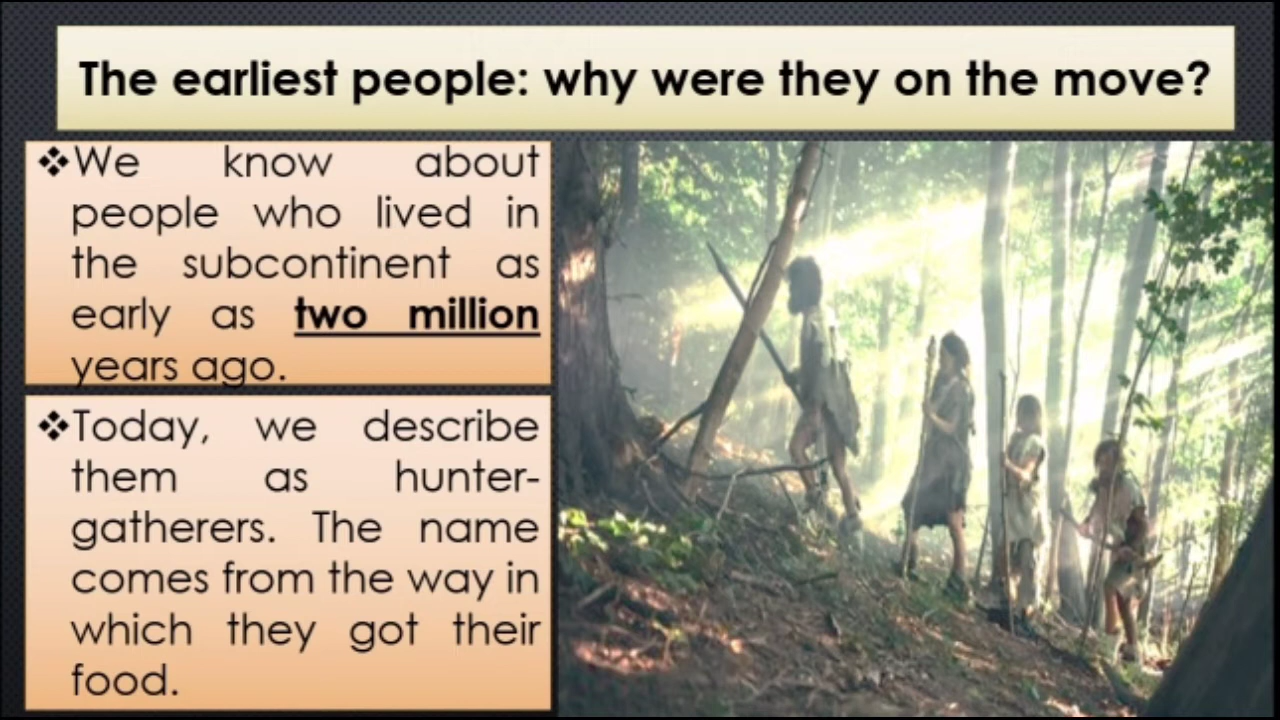 The earliest people: why were they on the move?
❖We know about
people who lived in
the subcontinent as
early as two million
years ago.
❖Today, we describe
them as hunter-
gatherers. The name
comes from the way in
which they got their
food.